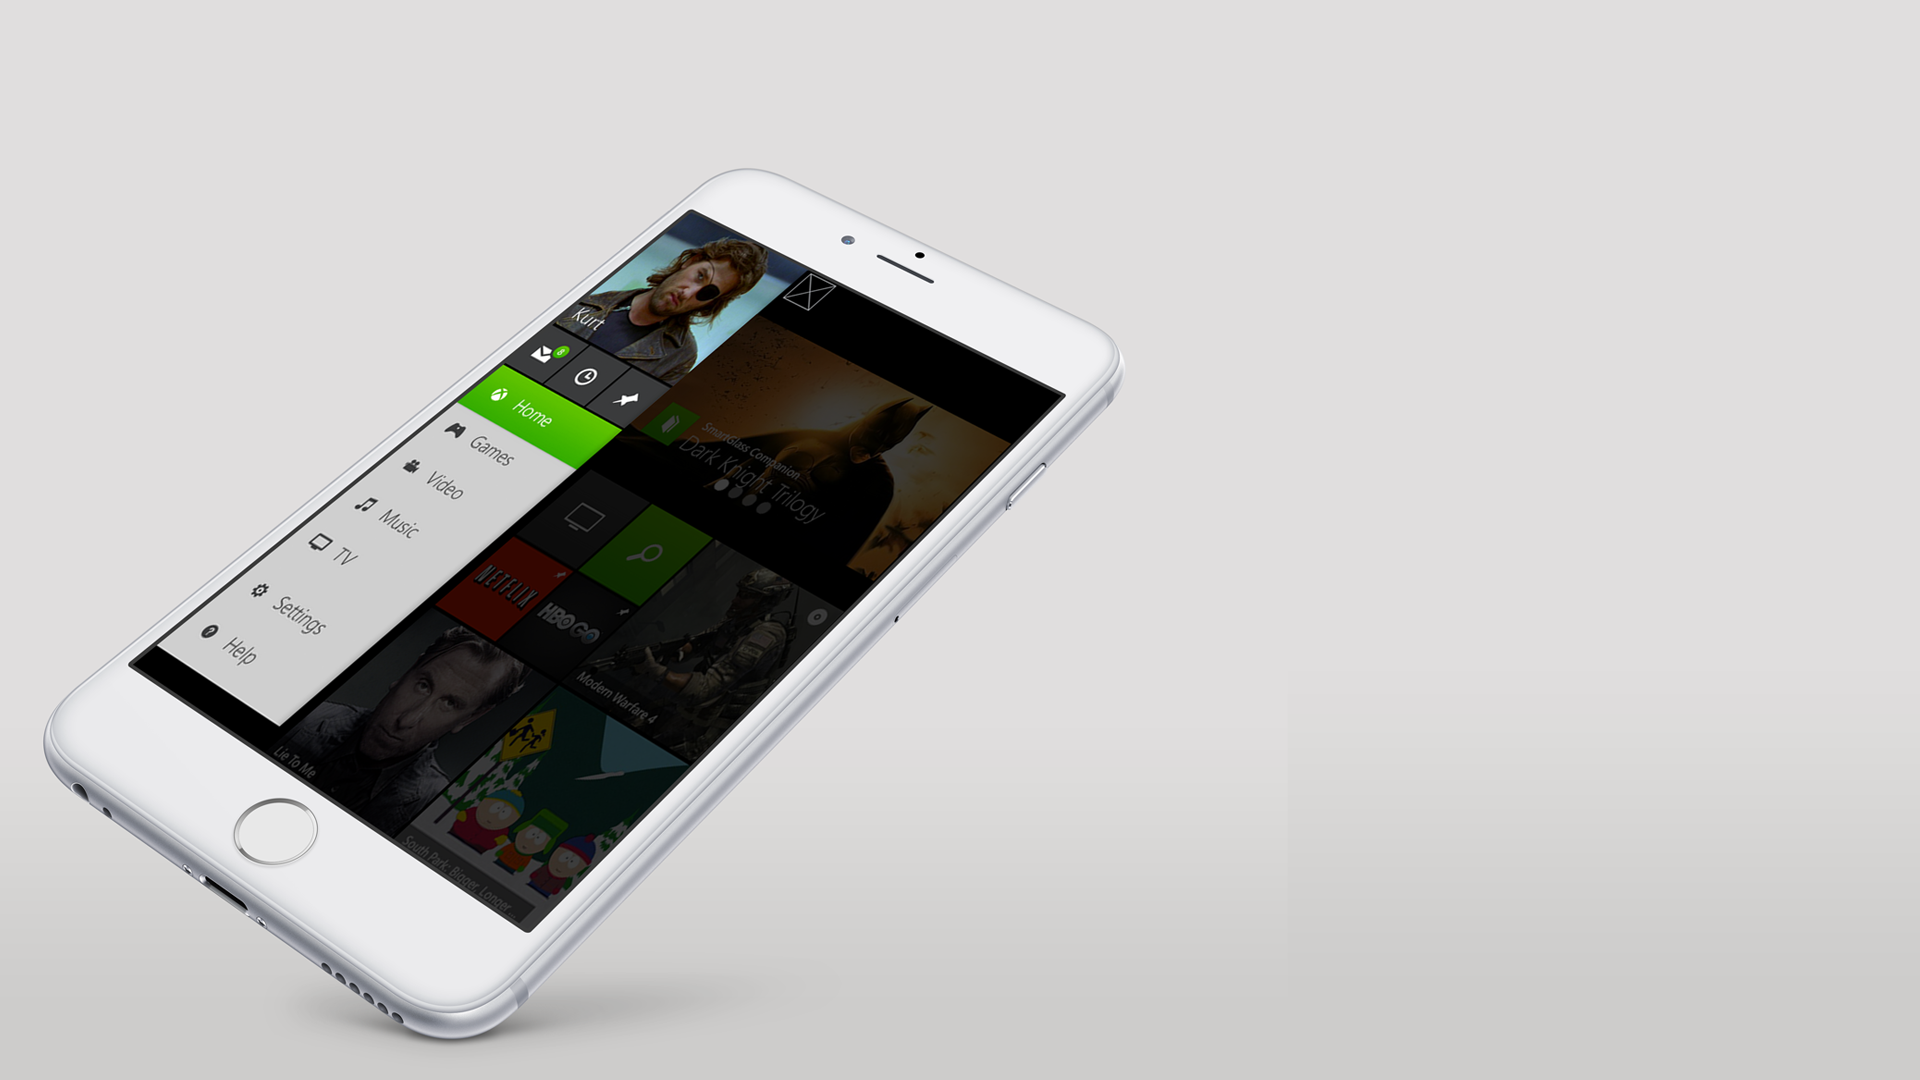 Kurt
8
Home
Games
Video
Music
TV
Settings
Help
SmartGlass Companion
Dark Knight Trilogy
NETFLIX
HBO GO
Modern Warfare 4
Lie To Me
South Park: Bigger, Longer...